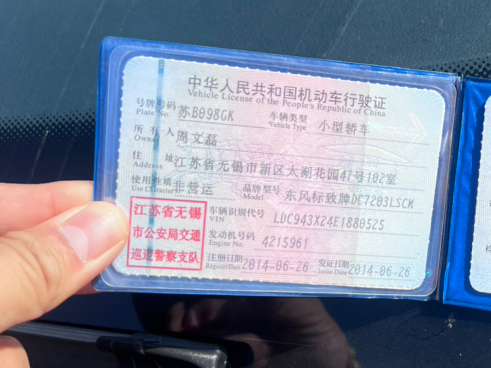 中华人民共和国机动车行驶证
Vehicle License of the People's Republic of China
号牌号码 苏B098GK 车辆类型 小型轿车
Plate No. Vehicle Type
所有人 周文磊
Owner
住址 江苏省无锡市新区太湖花园47号102室
Address
使用性质 非营运 品牌型号 东风标致牌DC7203LSCM
Use Character Model
江苏省无锡
市公安局交通
巡逻警察支队
车辆识别代号 LDC943X24E1880525
VIN
发动机号码 4215961
Engine No.
注册日期 2014-06-26 发证日期 2014-06-26
Register Date Issue Date